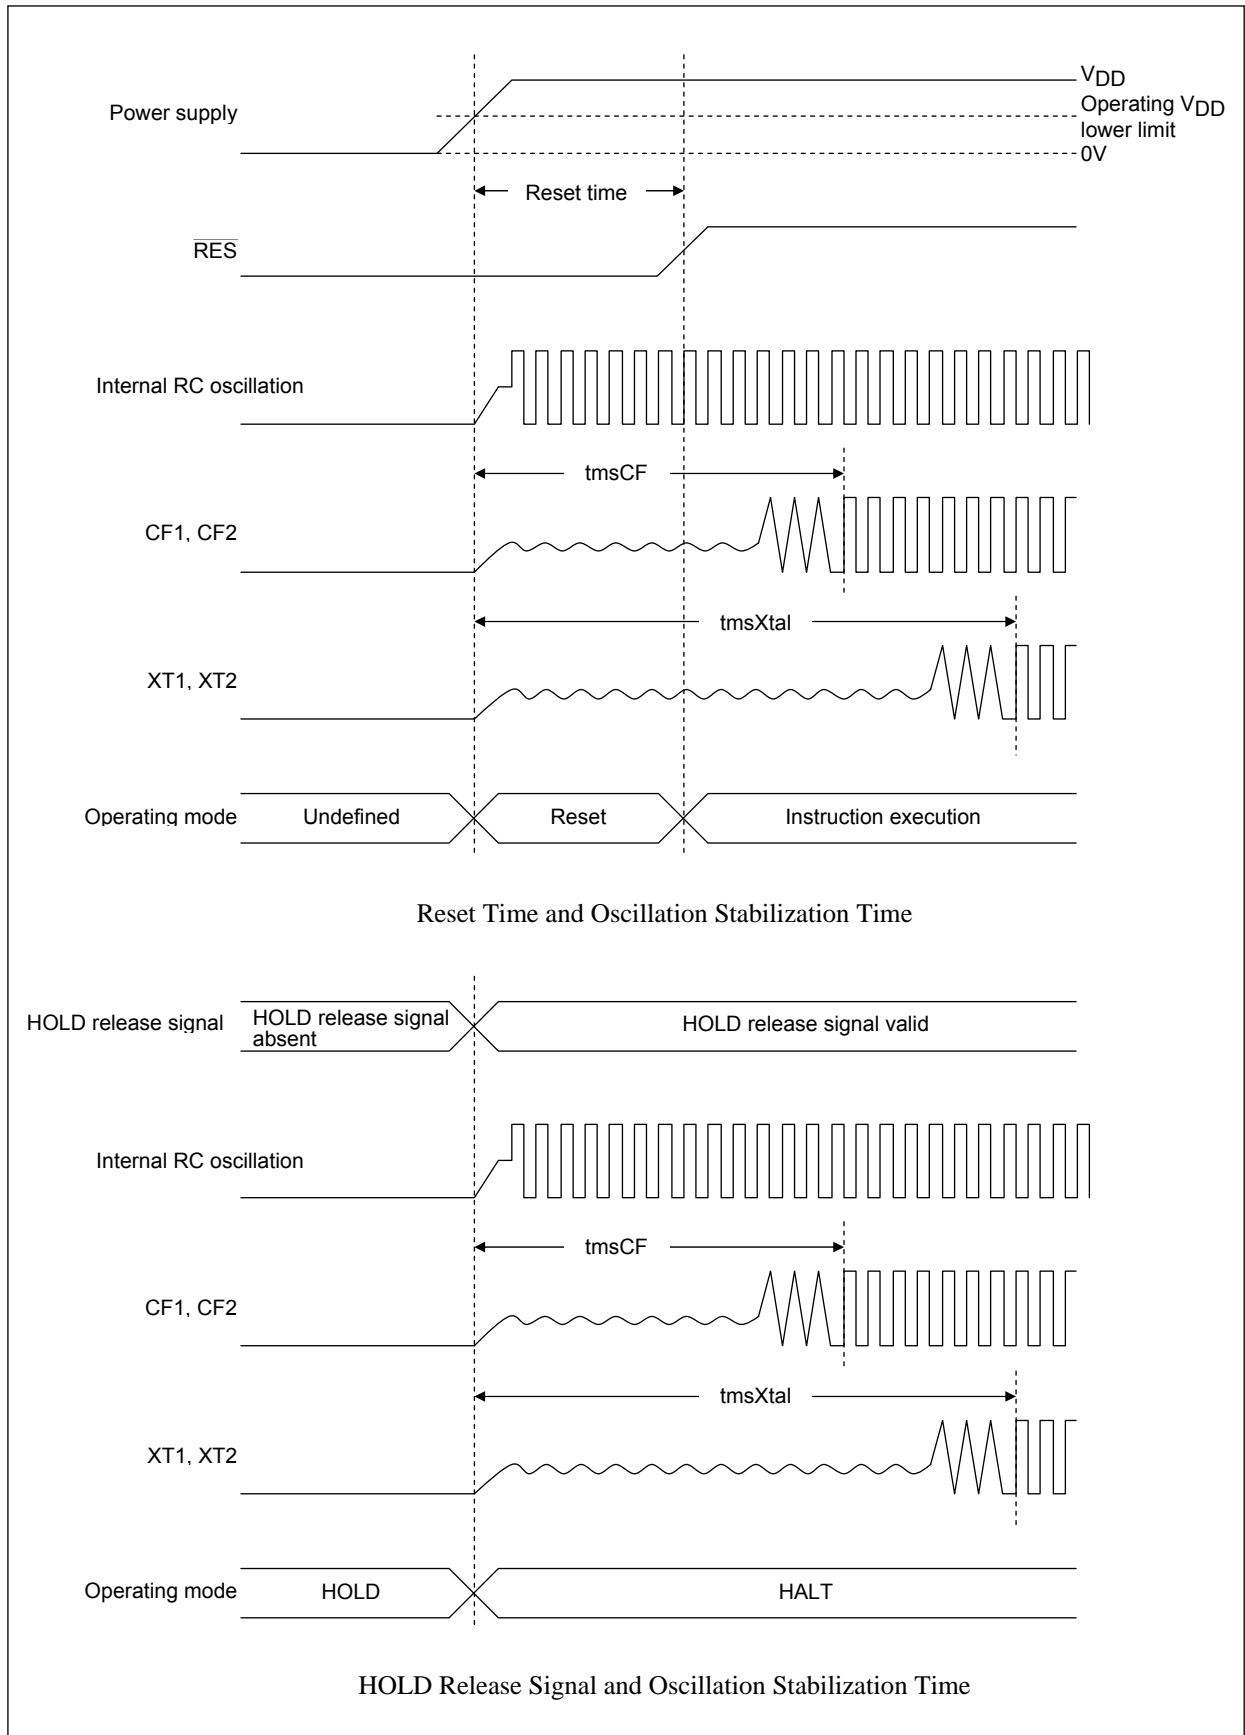 VDD
Power supply
Operating VDD
lower limit
0V
Reset time
RES
Internal RC oscillation
tmsCF
CF1, CF2
tmsXtal
XT1, XT2
Operating mode
Undefined
Reset
Instruction execution
Reset Time and Oscillation Stabilization Time
HOLD release signal
HOLD release signal
absent
HOLD release signal valid
Internal RC oscillation
tmsCF
CF1, CF2
tmsXtal
XT1, XT2
Operating mode
HOLD
HALT
HOLD Release Signal and Oscillation Stabilization Time